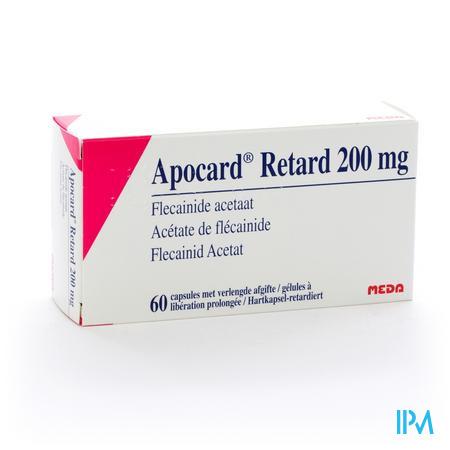 Apocard® Retard 200 mg
Flecainide acetaat
Acétate de flécainide
Flecainid Acetat
60 capsules met verlengde afgifte / gélules à
libération prolongée / Hartkapsel-retardiert
MEDA
Apocard® Retard 200 mg
IPM